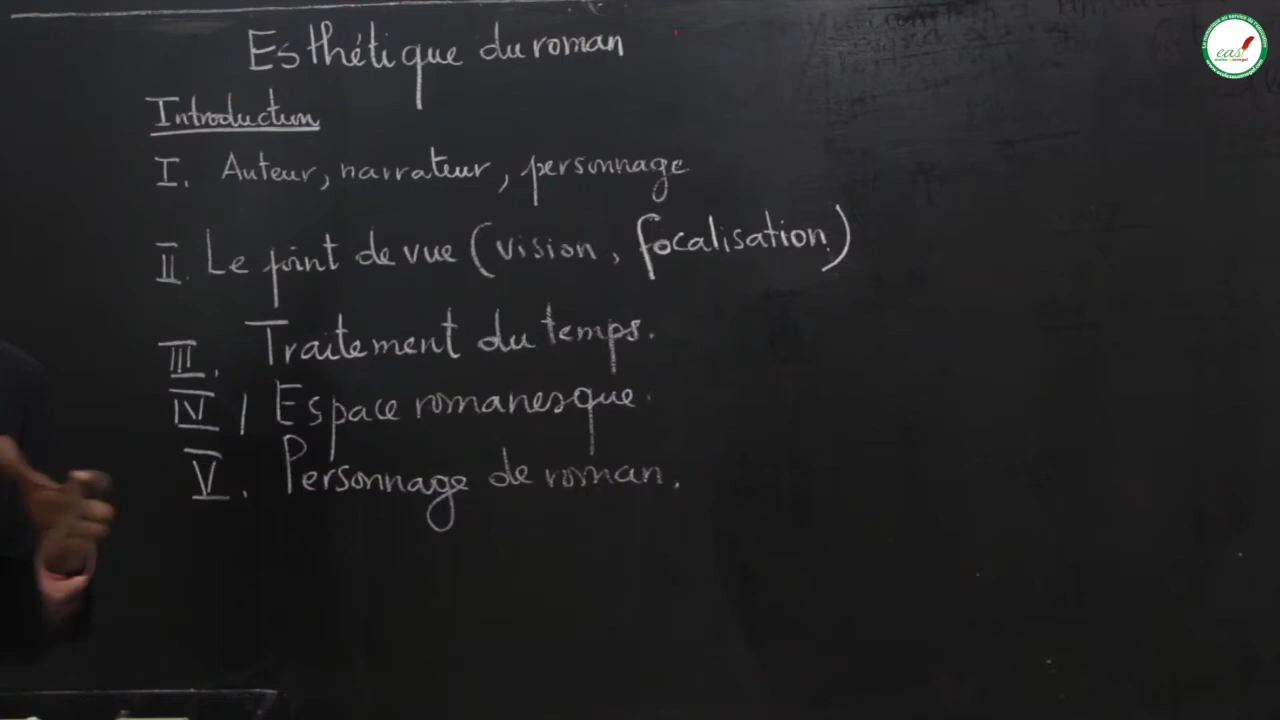 Esthétique du roman
Introduction
I. Auteur, narrateur, personnage
II. Le point de vue (vision, focalisation)
III. Traitement du temps.
IV / Espace romanesque.
V. Personnage de roman.
easi